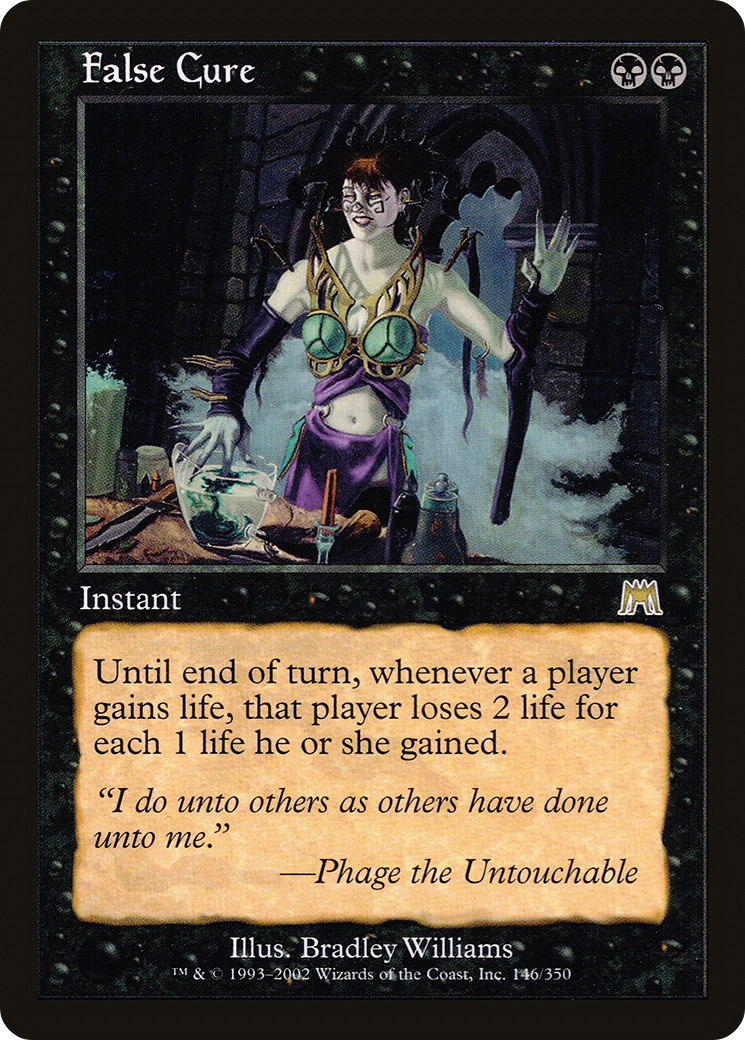 False Cure
Instant
Until end of turn, whenever a player
gains life, that player loses 2 life for
each 1 life he or she gained.
“I do unto others as others have done
unto me.”
—Phage the Untouchable
Illus. Bradley Williams
™ & © 1993–2002 Wizards of the Coast, Inc. 146/350